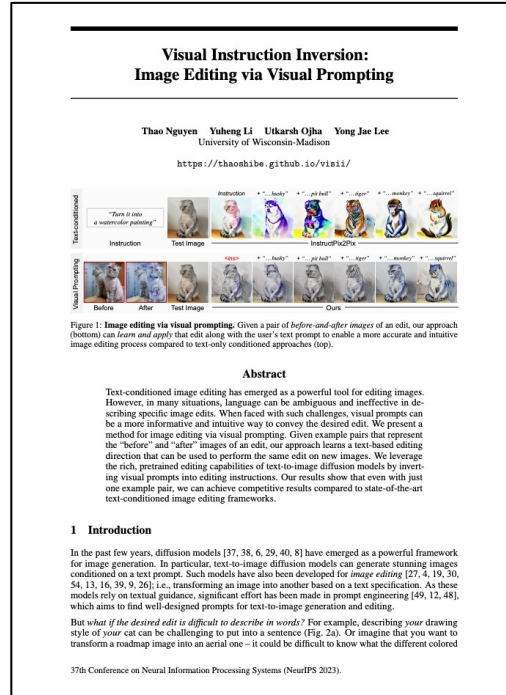 Visual Instruction Inversion:
Image Editing via Visual Prompting
Thao Nguyen Yuheng Li Utkarsh Ojha Yong Jae Lee
University of Wisconsin-Madison
https://thaoshibe.github.io/visii/
Text-conditioned
"Turn it into
a watercolor painting"
Instruction
Test Image
Instruction
+ "…husky"
+ "…pit bull"
+ "…tiger"
+ "…monkey"
+ "…squirrel"
InstructPix2Pix
Visual Prompting
Before
After
Test Image
<ins>
+ "…husky"
+ "…pit bull"
+ "…tiger"
+ "…monkey"
+ "…squirrel"
Ours
Figure 1: Image editing via visual prompting. Given a pair of before-and-after images of an edit, our approach
(bottom) can learn and apply that edit along with the user's text prompt to enable a more accurate and intuitive
image editing process compared to text-only conditioned approaches (top).
Abstract
Text-conditioned image editing has emerged as a powerful tool for editing images.
However, in many situations, language can be ambiguous and ineffective in de-
scribing specific image edits. When faced with such challenges, visual prompts can
be a more informative and intuitive way to convey the desired edit. We present a
method for image editing via visual prompting. Given example pairs that represent
the "before" and "after" images of an edit, our approach learns a text-based editing
direction that can be used to perform the same edit on new images. We leverage
the rich, pretrained editing capabilities of text-to-image diffusion models by invert-
ing visual prompts into editing instructions. Our results show that even with just
one example pair, we can achieve competitive results compared to state-of-the-art
text-conditioned image editing frameworks.
1 Introduction
In the past few years, diffusion models [37, 38, 6, 29, 40, 8] have emerged as a powerful framework
for image generation. In particular, text-to-image diffusion models can generate stunning images
conditioned on a text prompt. Such models have also been developed for image editing [27, 4, 19, 30,
54, 13, 16, 39, 9, 26]; i.e., transforming an image into another based on a text specification. As these
models rely on textual guidance, significant effort has been made in prompt engineering [49, 12, 48],
which aims to find well-designed prompts for text-to-image generation and editing.
But what if the desired edit is difficult to describe in words? For example, describing your drawing
style of your cat can be challenging to put into a sentence (Fig. 2a). Or imagine that you want to
transform a roadmap image into an aerial one – it could be difficult to know what the different colored
37th Conference on Neural Information Processing Systems (NeurIPS 2023).